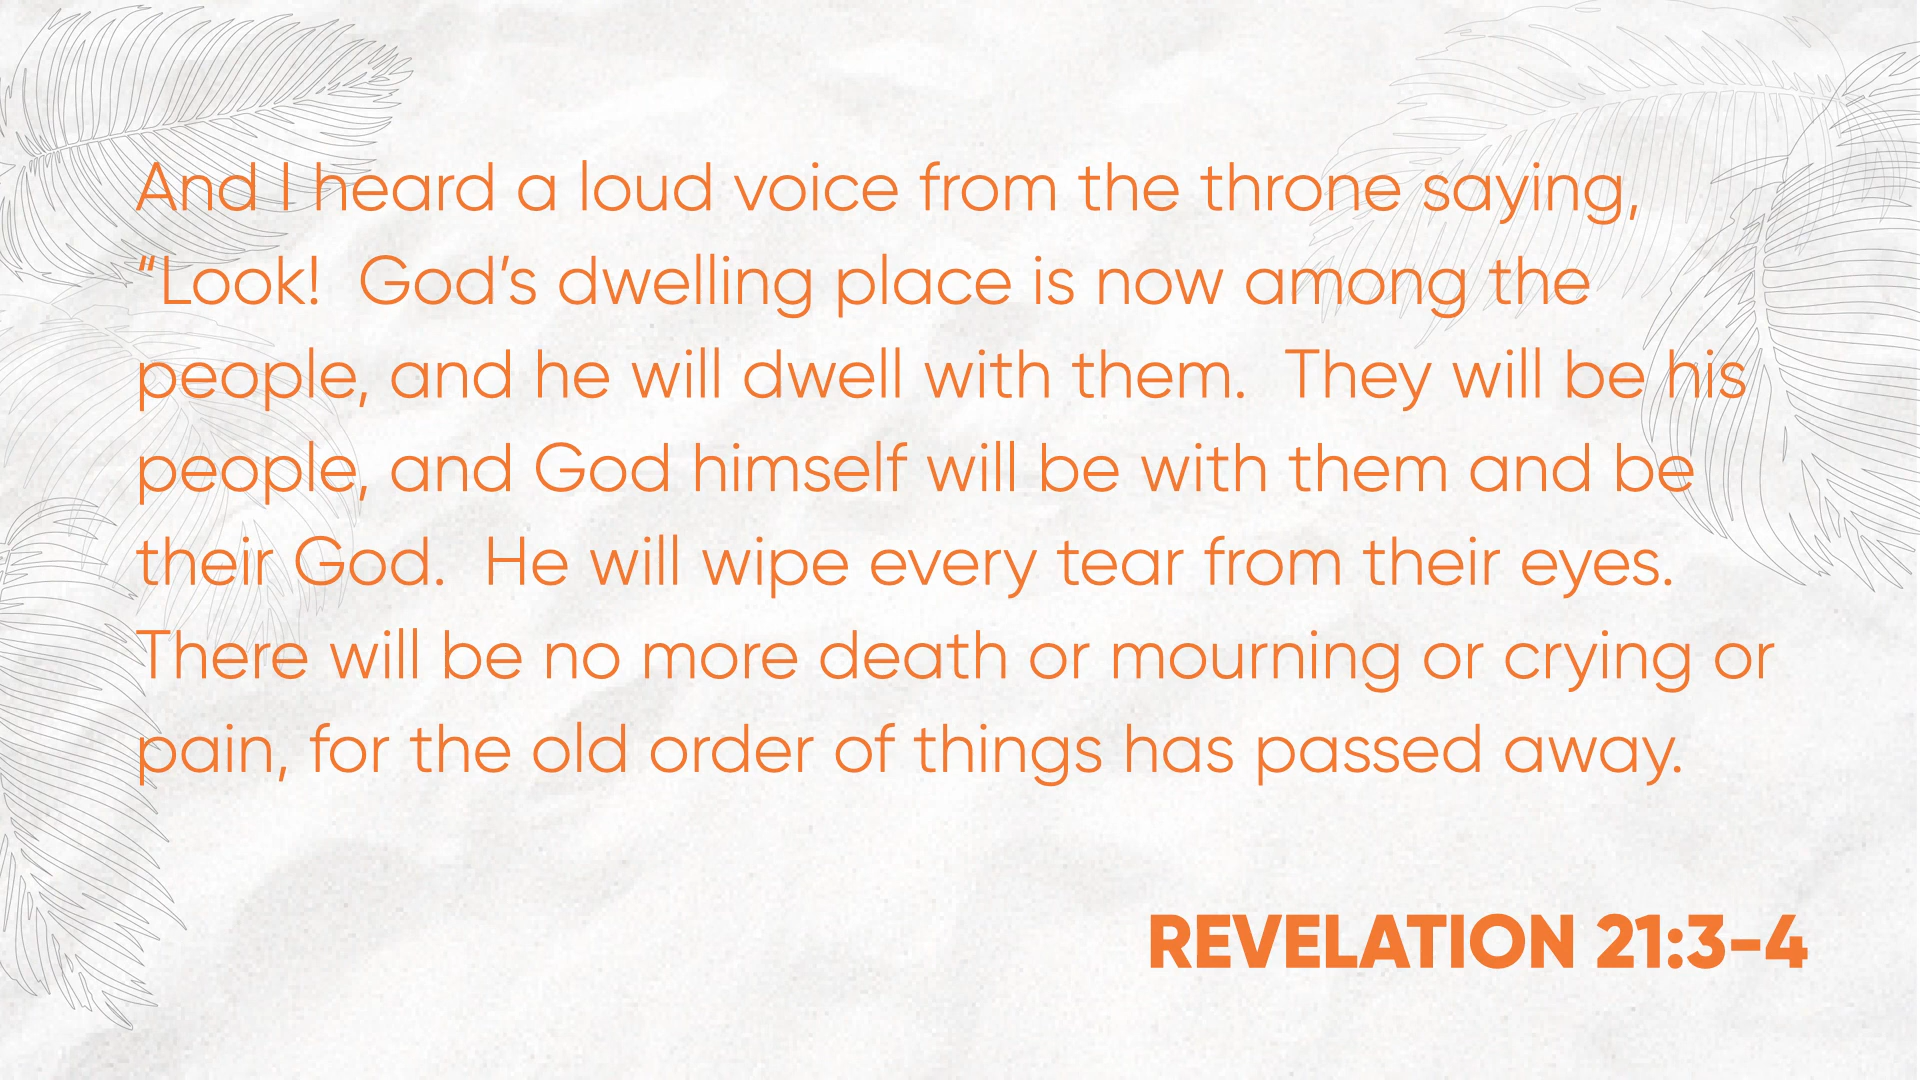 And I heard a loud voice from the throne saying,
“Look!  God’s dwelling place is now among the
people, and he will dwell with them.  They will be his
people, and God himself will be with them and be
their God.  He will wipe every tear from their eyes.
There will be no more death or mourning or crying or
pain, for the old order of things has passed away.
REVELATION 21:3-4